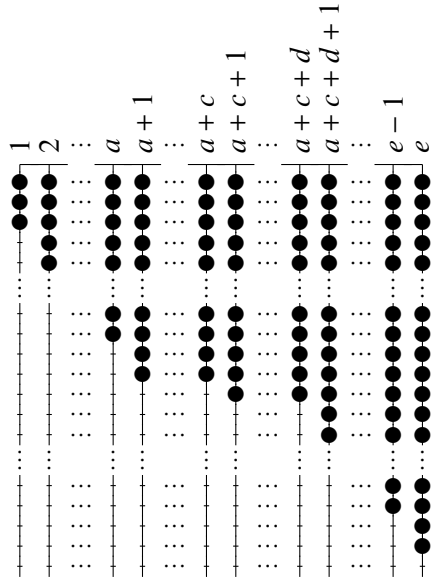 1
2
⋯
a
a + 1
⋯
a + c
a + c + 1
⋯
a + c + d
a + c + d + 1
⋯
e − 1
e